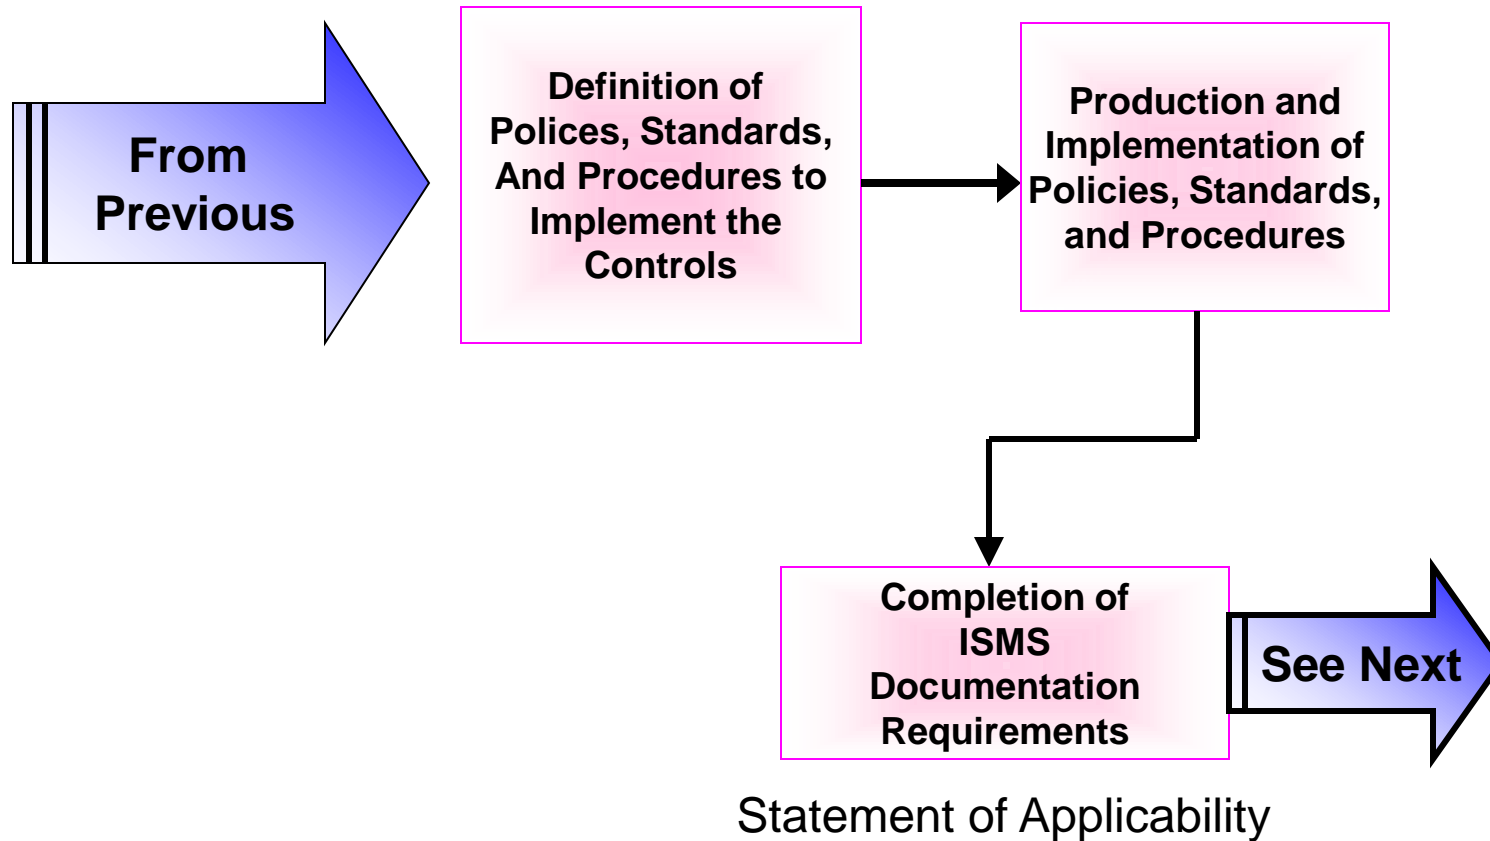 From
Previous
Definition of
Polices, Standards,
And Procedures to
Implement the
Controls
Production and
Implementation of
Policies, Standards,
and Procedures
Completion of
ISMS
Documentation
Requirements
See Next
Statement of Applicability